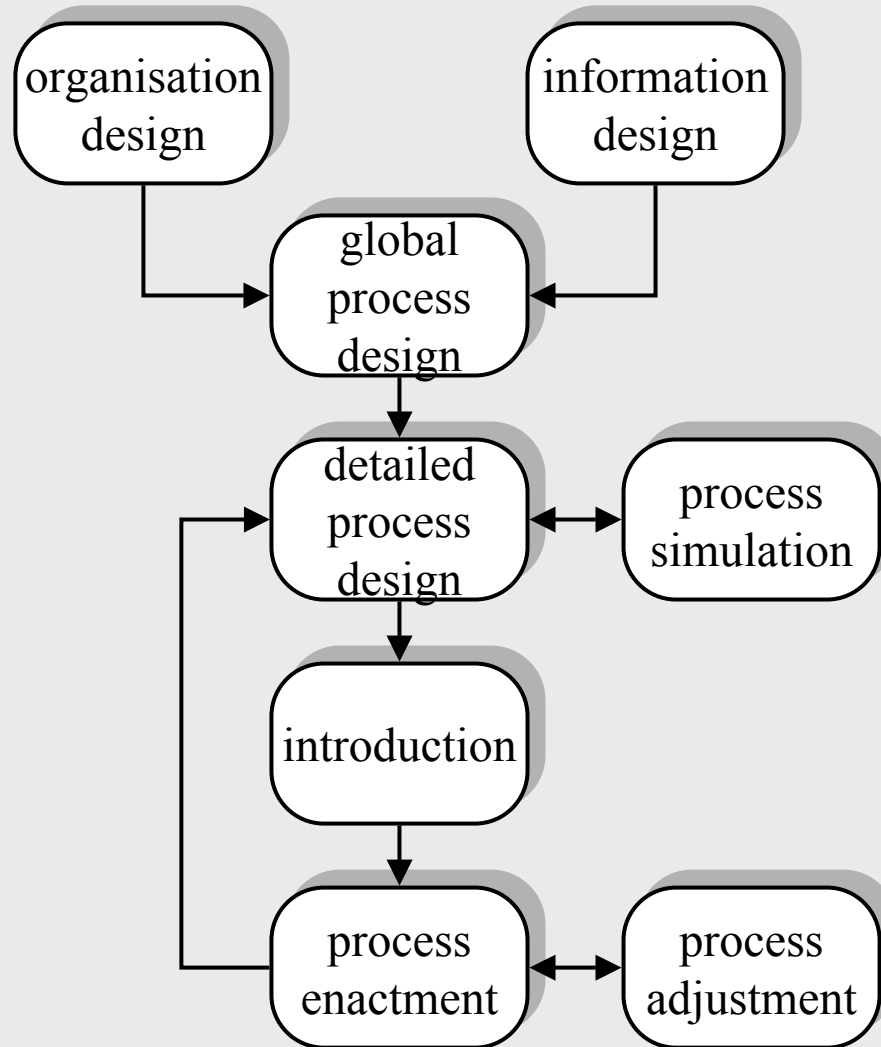 organisation
design
information
design
global
process
design
detailed
process
design
process
simulation
introduction
process
enactment
process
adjustment